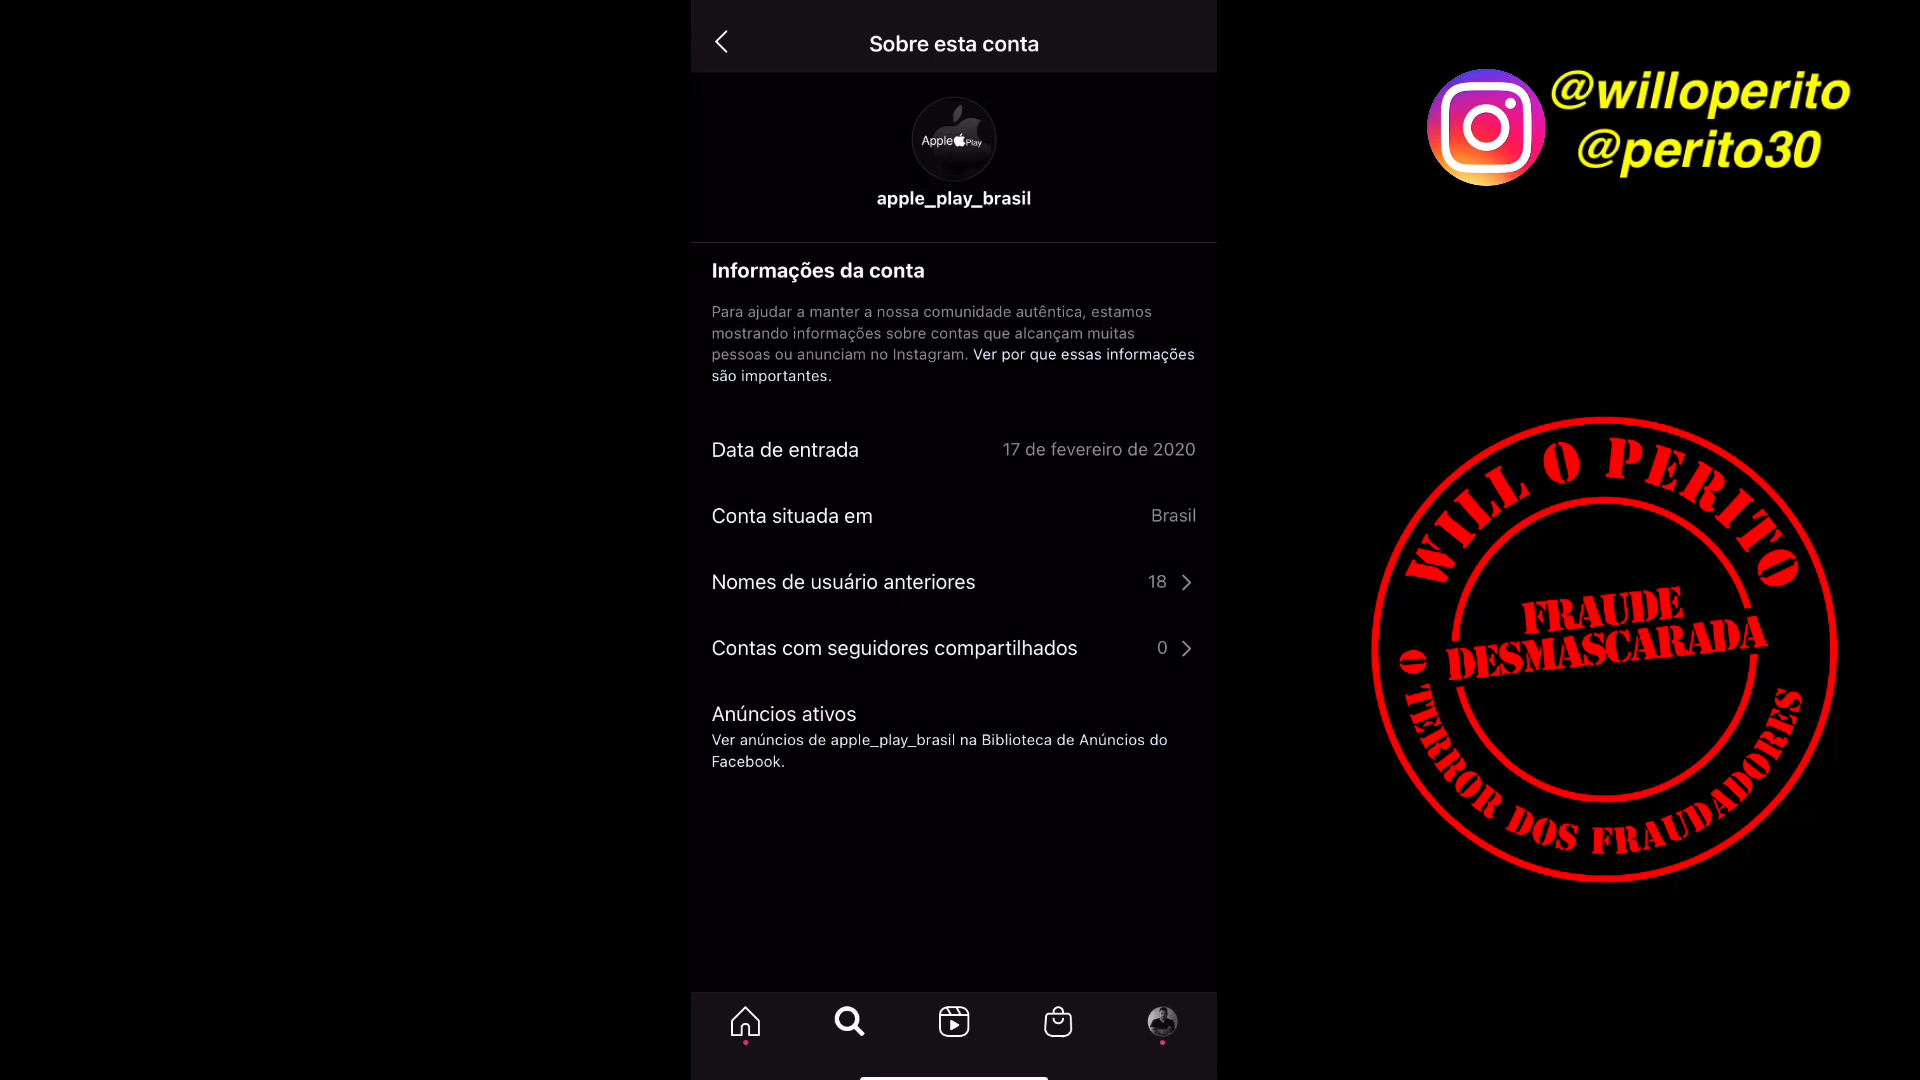 Sobre esta conta
Apple Play
apple_play_brasil
Informações da conta
Para ajudar a manter a nossa comunidade autêntica, estamos
mostrando informações sobre contas que alcançam muitas
pessoas ou anunciam no Instagram. Ver por que essas informações
são importantes.
Data de entrada 17 de fevereiro de 2020
Conta situada em Brasil
Nomes de usuário anteriores 18
Contas com seguidores compartilhados 0
Anúncios ativos
Ver anúncios de apple_play_brasil na Biblioteca de Anúncios do
Facebook.
@willoperito
@perito30
WILL O PERITO
FRAUDE
DESMASCARADA
O TERROR DOS FRAUDADORES